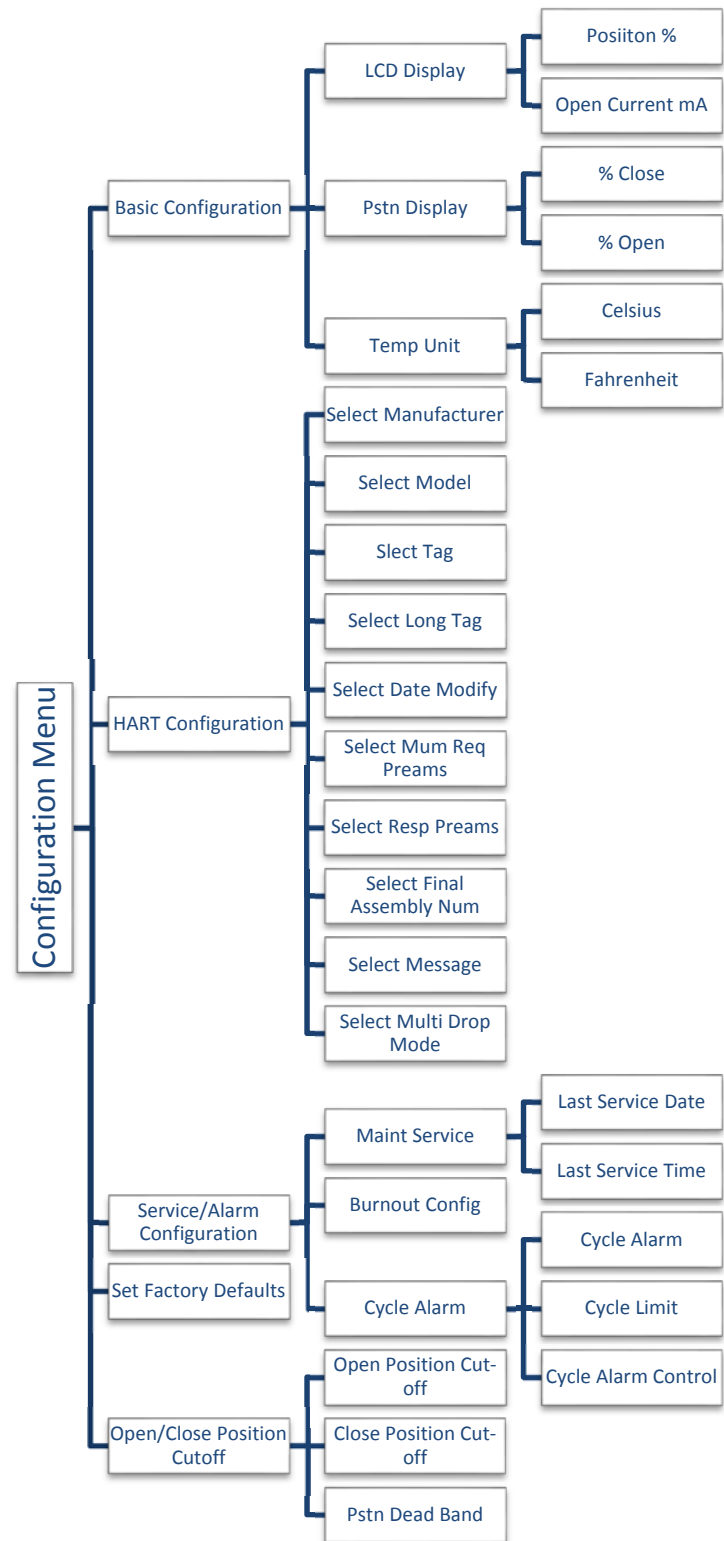 Configuration Menu
Basic Configuration
LCD Display
Posiiton %
Open Current mA
Pstn Display
% Close
% Open
Temp Unit
Celsius
Fahrenheit
HART Configuration
Select Manufacturer
Select Model
Slect Tag
Select Long Tag
Select Date Modify
Select Mum Req
Preams
Select Resp Preams
Select Final
Assembly Num
Select Message
Select Multi Drop
Mode
Service/Alarm
Configuration
Maint Service
Last Service Date
Last Service Time
Burnout Config
Cycle Alarm
Cycle Alarm
Cycle Limit
Cycle Alarm Control
Set Factory Defaults
Open/Close Position
Cutoff
Open Position Cut-
off
Close Position Cut-
off
Pstn Dead Band